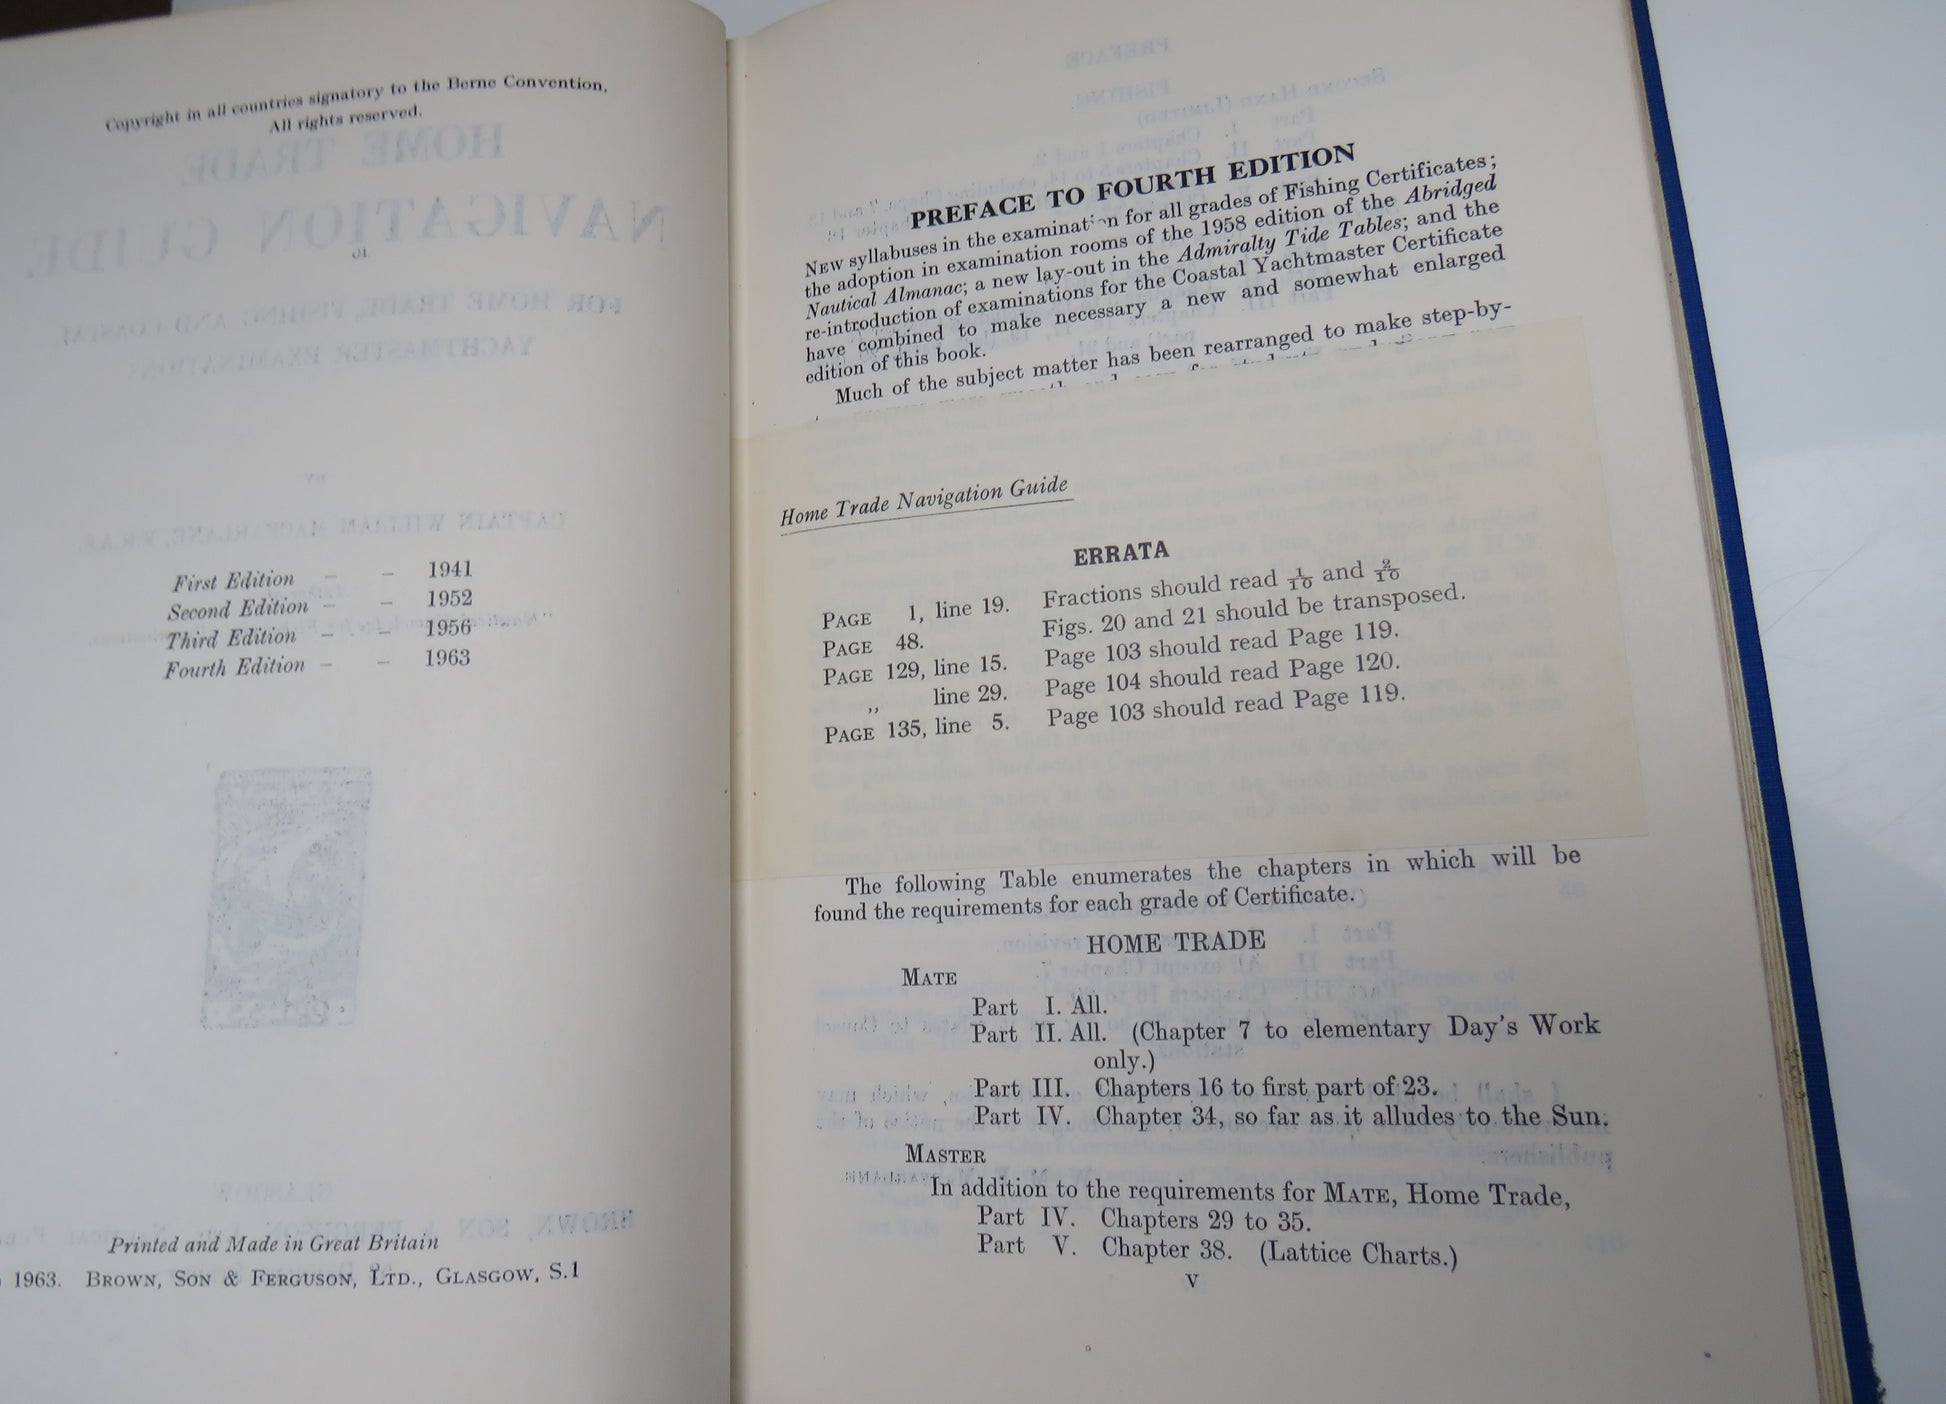 Copyright in all countries signatory to the Berne Convention.
All rights reserved.
First Edition – – 1941
Second Edition – – 1952
Third Edition – – 1956
Fourth Edition – – 1963
Printed and Made in Great Britain
1963. BROWN, SON & FERGUSON, LTD., GLASGOW, S.1
PREFACE TO FOURTH EDITION
NEW syllabuses in the examination for all grades of Fishing Certificates;
the adoption in examination rooms of the 1958 edition of the Abridged
Nautical Almanac; a new lay-out in the Admiralty Tide Tables; and the
re-introduction of examinations for the Coastal Yachtmaster Certificate
have combined to make necessary a new and somewhat enlarged
edition of this book.
Much of the subject matter has been rearranged to make step-by-
Home Trade Navigation Guide
ERRATA
PAGE 1, line 19. Fractions should read 1/10 and 2/10
PAGE 48. Figs. 20 and 21 should be transposed.
PAGE 129, line 15. Page 103 should read Page 119.
,, line 29. Page 104 should read Page 120.
PAGE 135, line 5. Page 103 should read Page 119.
The following Table enumerates the chapters in which will be
found the requirements for each grade of Certificate.
HOME TRADE
MATE
Part I. All.
Part II. All. (Chapter 7 to elementary Day's Work
only.)
Part III. Chapters 16 to first part of 23.
Part IV. Chapter 34, so far as it alludes to the Sun.
MASTER
In addition to the requirements for MATE, Home Trade,
Part IV. Chapters 29 to 35.
Part V. Chapter 38. (Lattice Charts.)
V